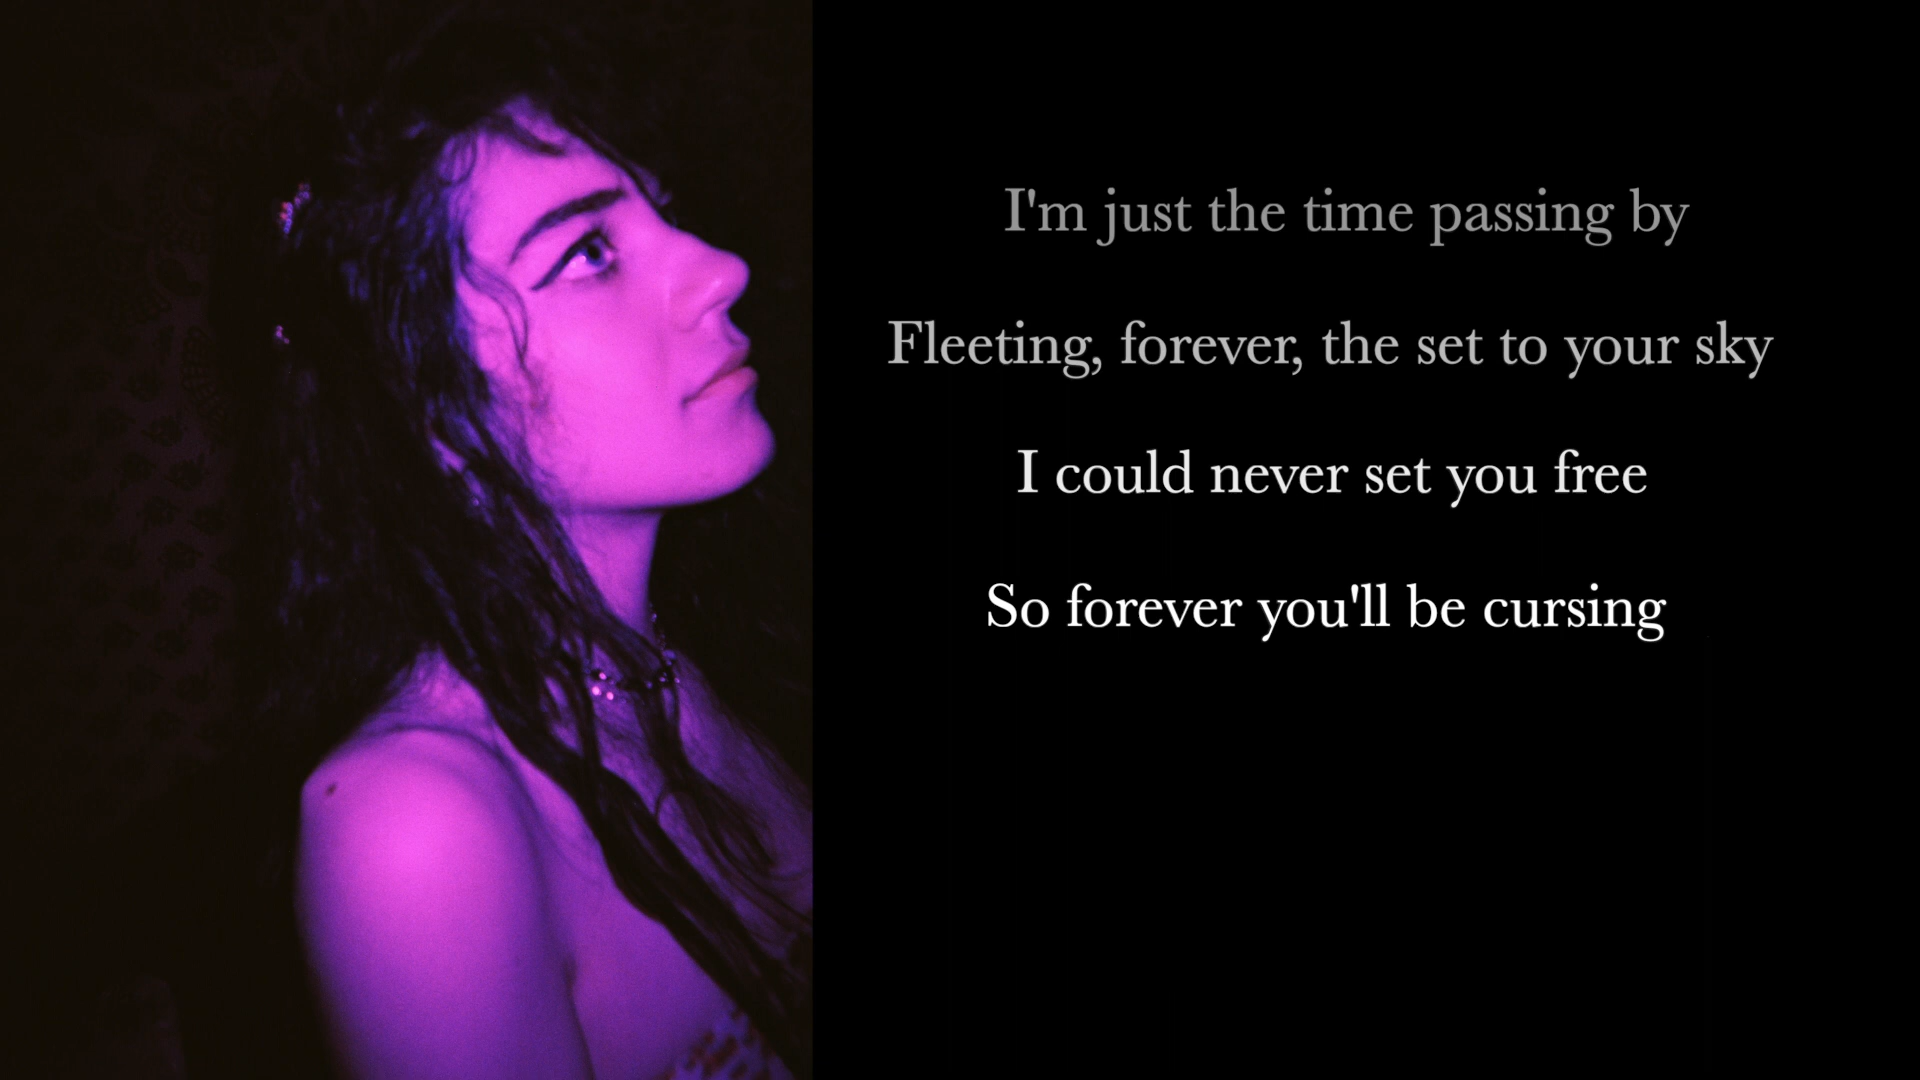 I'm just the time passing by
Fleeting, forever, the set to your sky
I could never set you free
So forever you'll be cursing